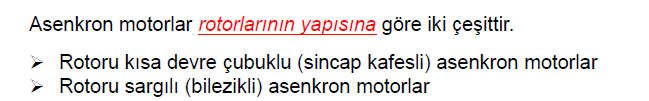 Asenkron motorlar rotorlarının yapısına göre iki çeşittir.
➢ Rotoru kısa devre çubuklu (sincap kafesli) asenkron motorlar
➢ Rotoru sargılı (bilezikli) asenkron motorlar